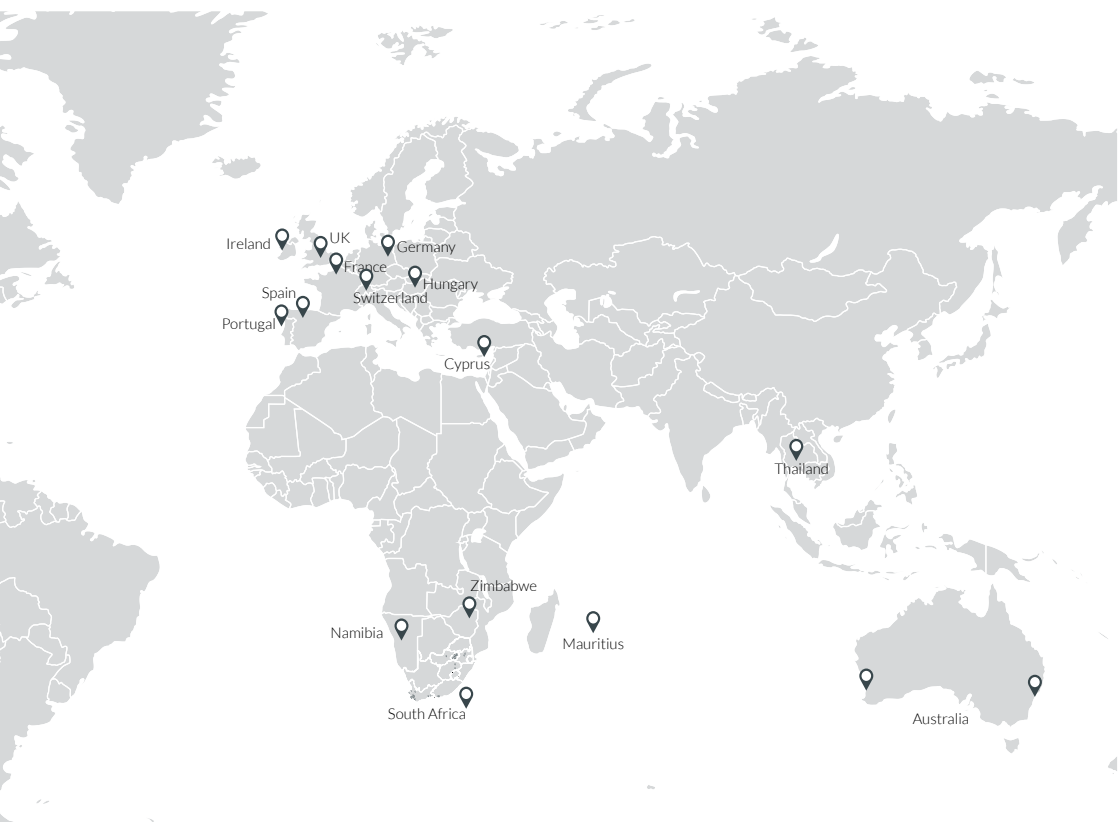 UK
Ireland
Germany
France
Hungary
Spain
Switzerland
Portugal
Cyprus
Thailand
Zimbabwe
Namibia
Mauritius
South Africa
Australia